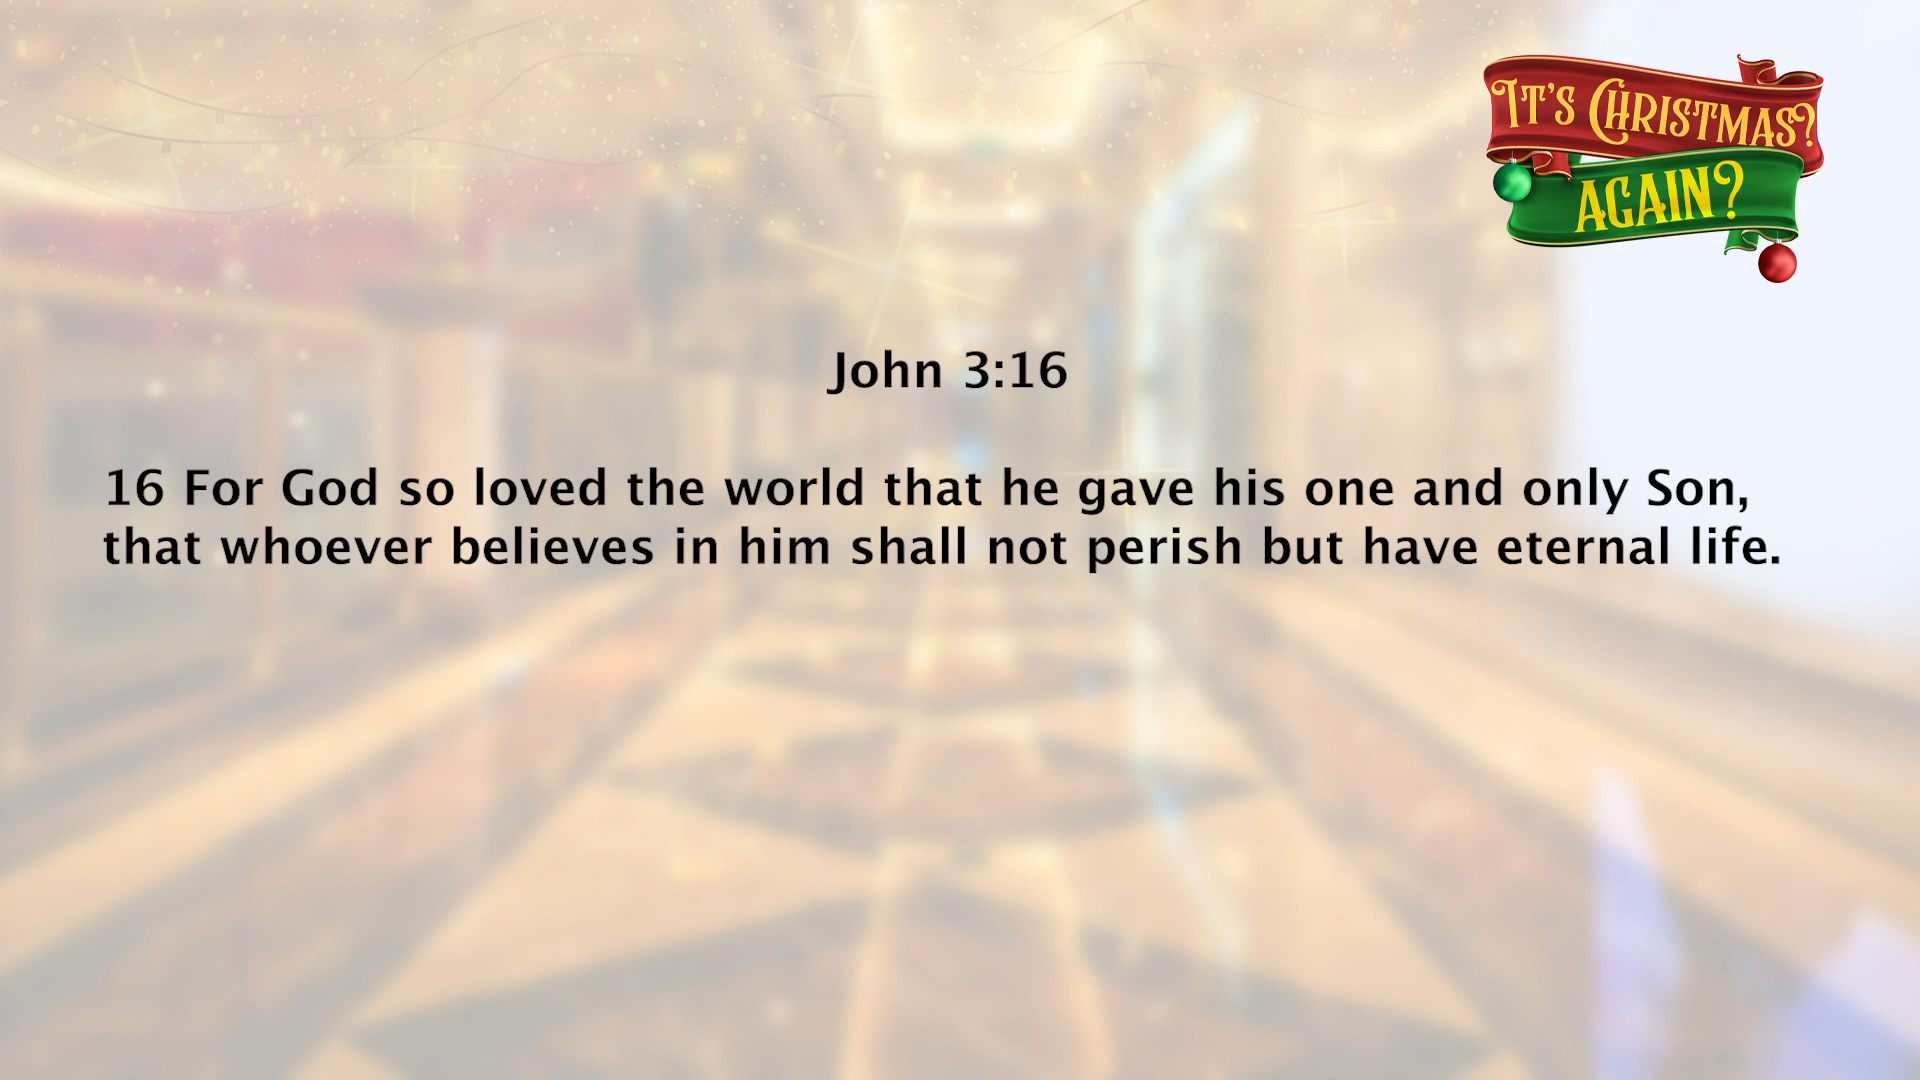 IT'S CHRISTMAS?
AGAIN?
John 3:16
16 For God so loved the world that he gave his one and only Son,
that whoever believes in him shall not perish but have eternal life.